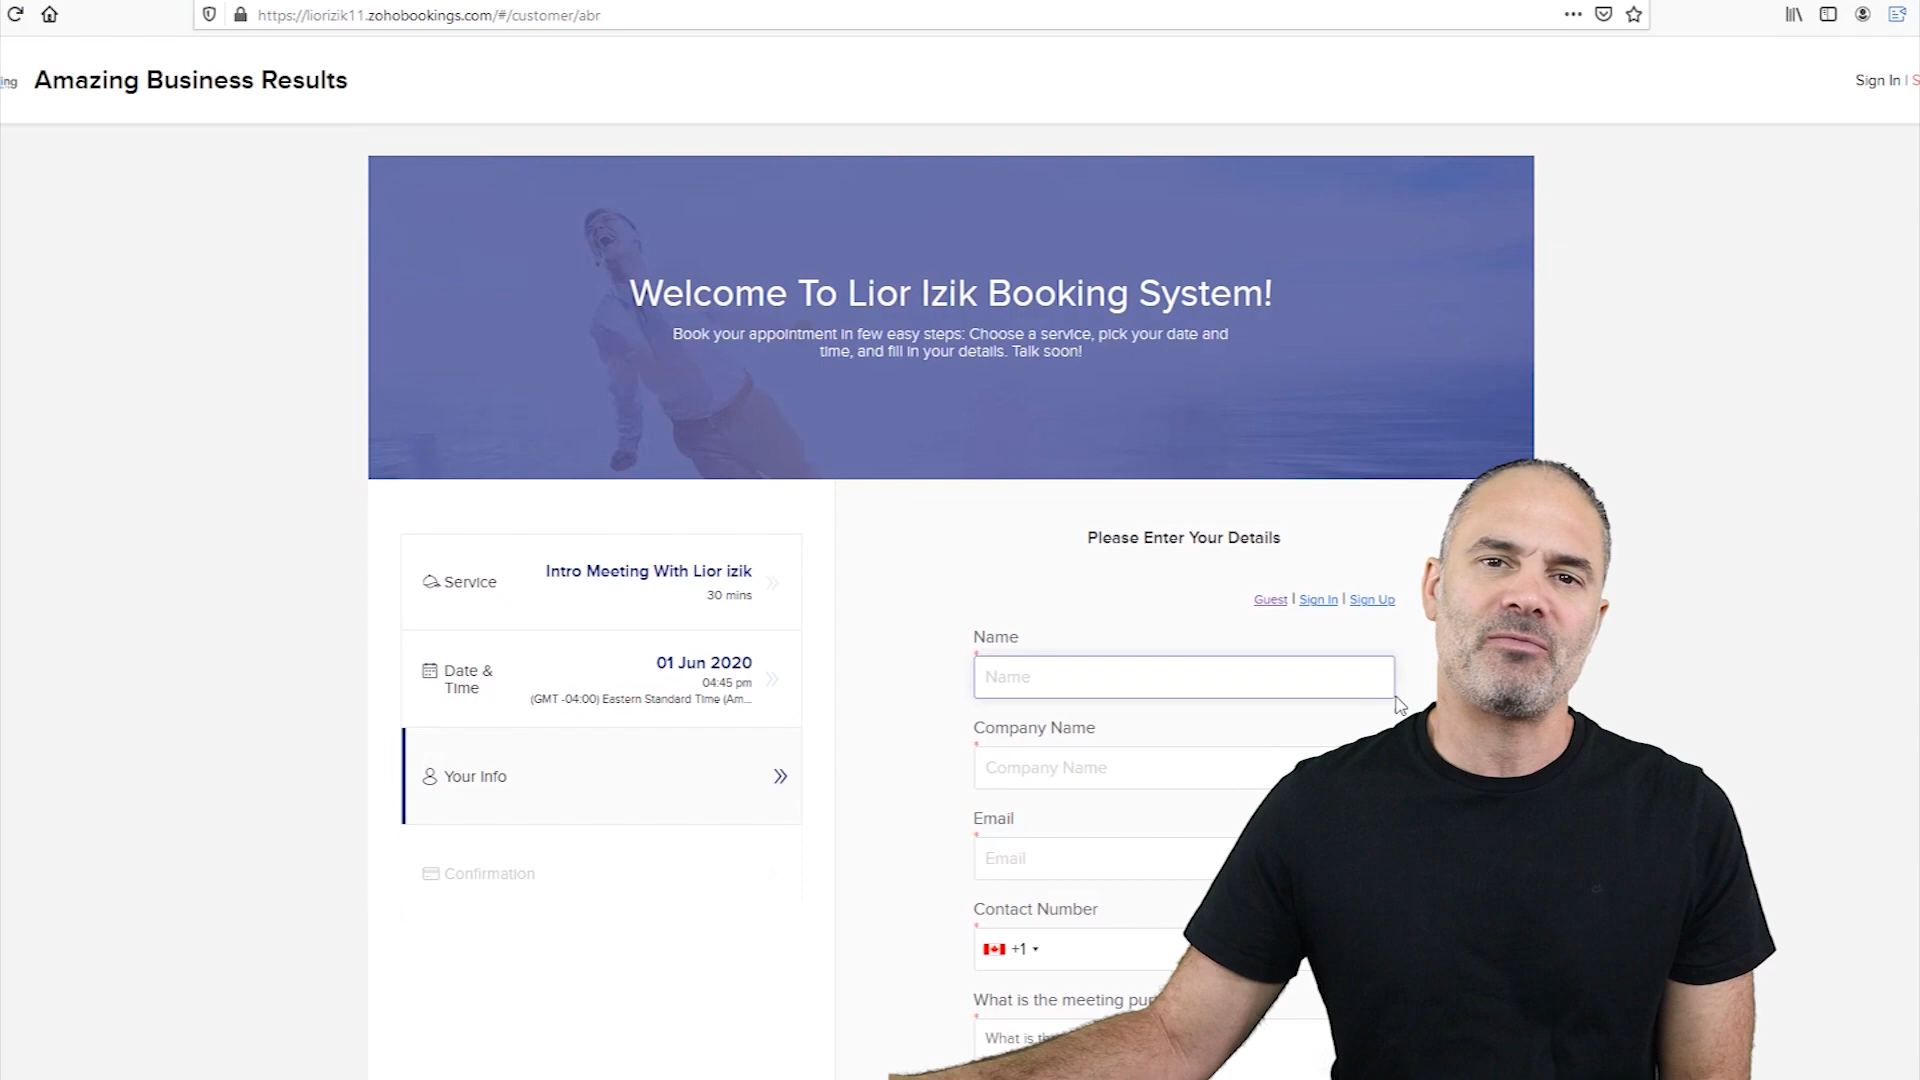 https://liorizik11.zohobookings.com/#/customer/abr
ing
Amazing Business Results
Sign In | S
Welcome To Lior Izik Booking System!
Book your appointment in few easy steps: Choose a service, pick your date and
time, and fill in your details. Talk soon!
Service
Intro Meeting With Lior izik
30 mins
Date &
Time
01 Jun 2020
04:45 pm
(GMT -04:00) Eastern Standard Time (Am...
Your Info
Confirmation
Please Enter Your Details
Guest | Sign In | Sign Up
Name
Name
Company Name
Company Name
Email
Email
Contact Number
+1
What is the meeting pur
What is th